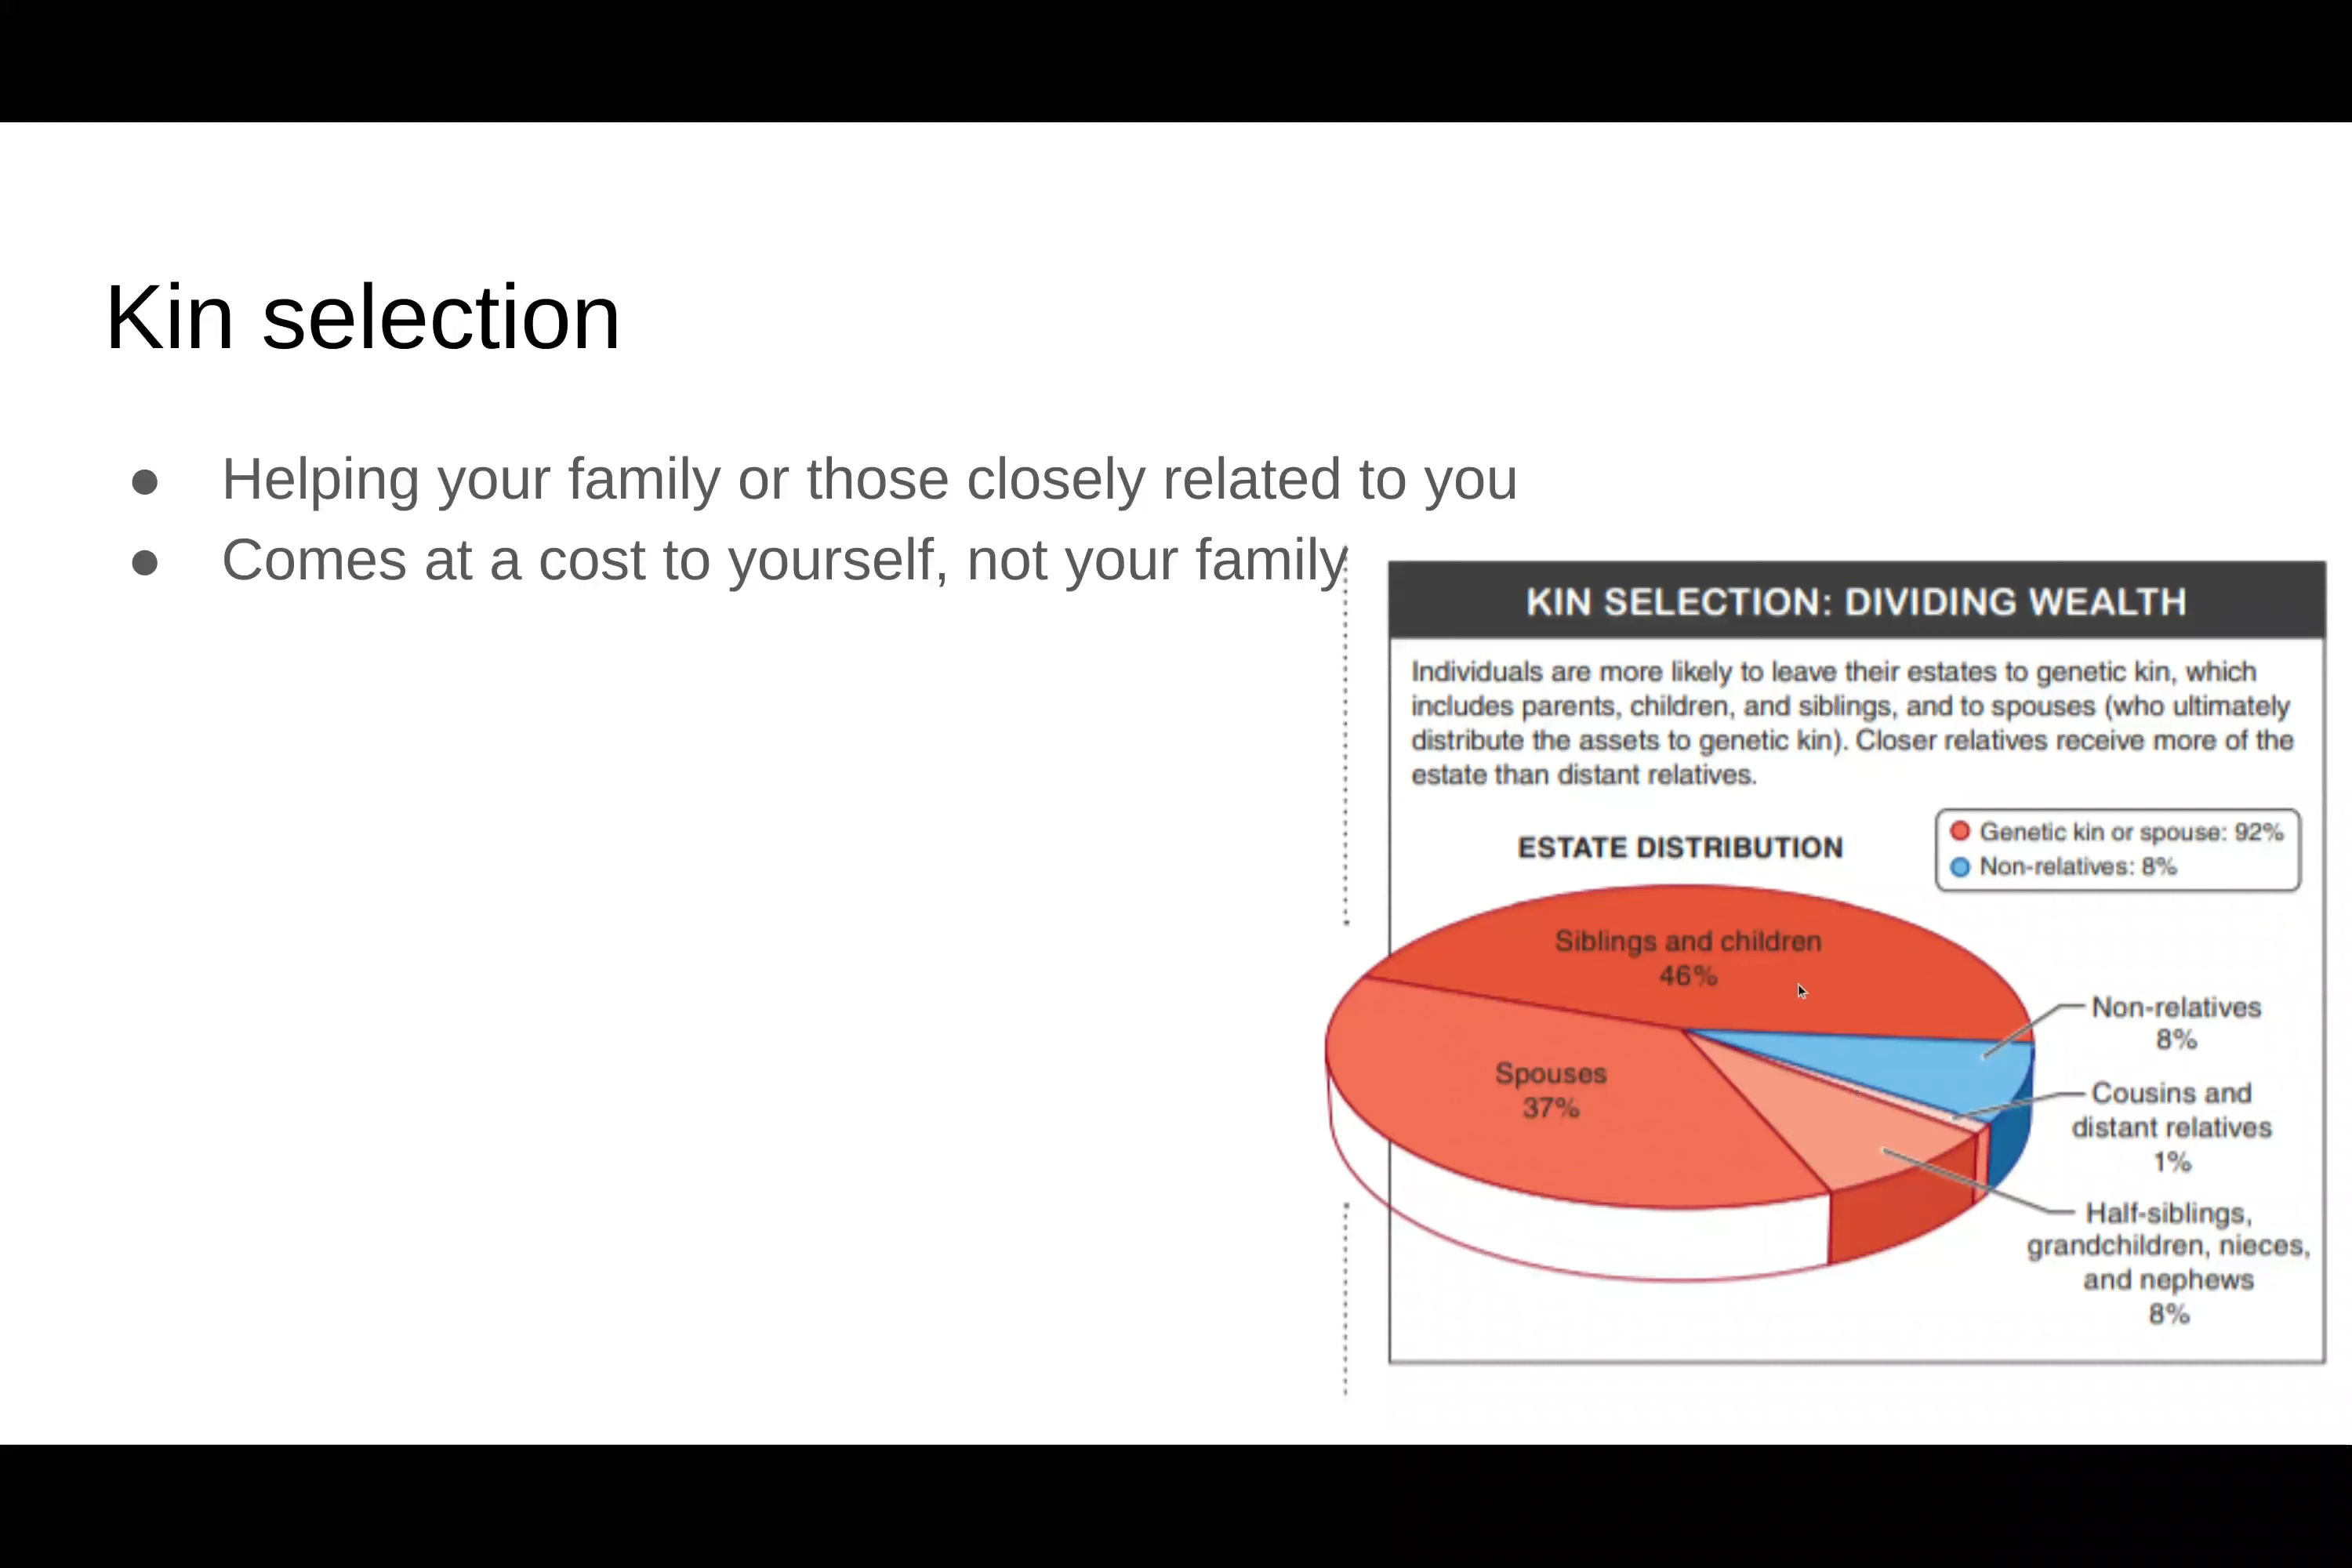 Kin selection
● Helping your family or those closely related to you
● Comes at a cost to yourself, not your family
KIN SELECTION: DIVIDING WEALTH
Individuals are more likely to leave their estates to genetic kin, which
includes parents, children, and siblings, and to spouses (who ultimately
distribute the assets to genetic kin). Closer relatives receive more of the
estate than distant relatives.
ESTATE DISTRIBUTION
Genetic kin or spouse: 92%
Non-relatives: 8%
Siblings and children
46%
Spouses
37%
Non-relatives
8%
Cousins and
distant relatives
1%
Half-siblings,
grandchildren, nieces,
and nephews
8%